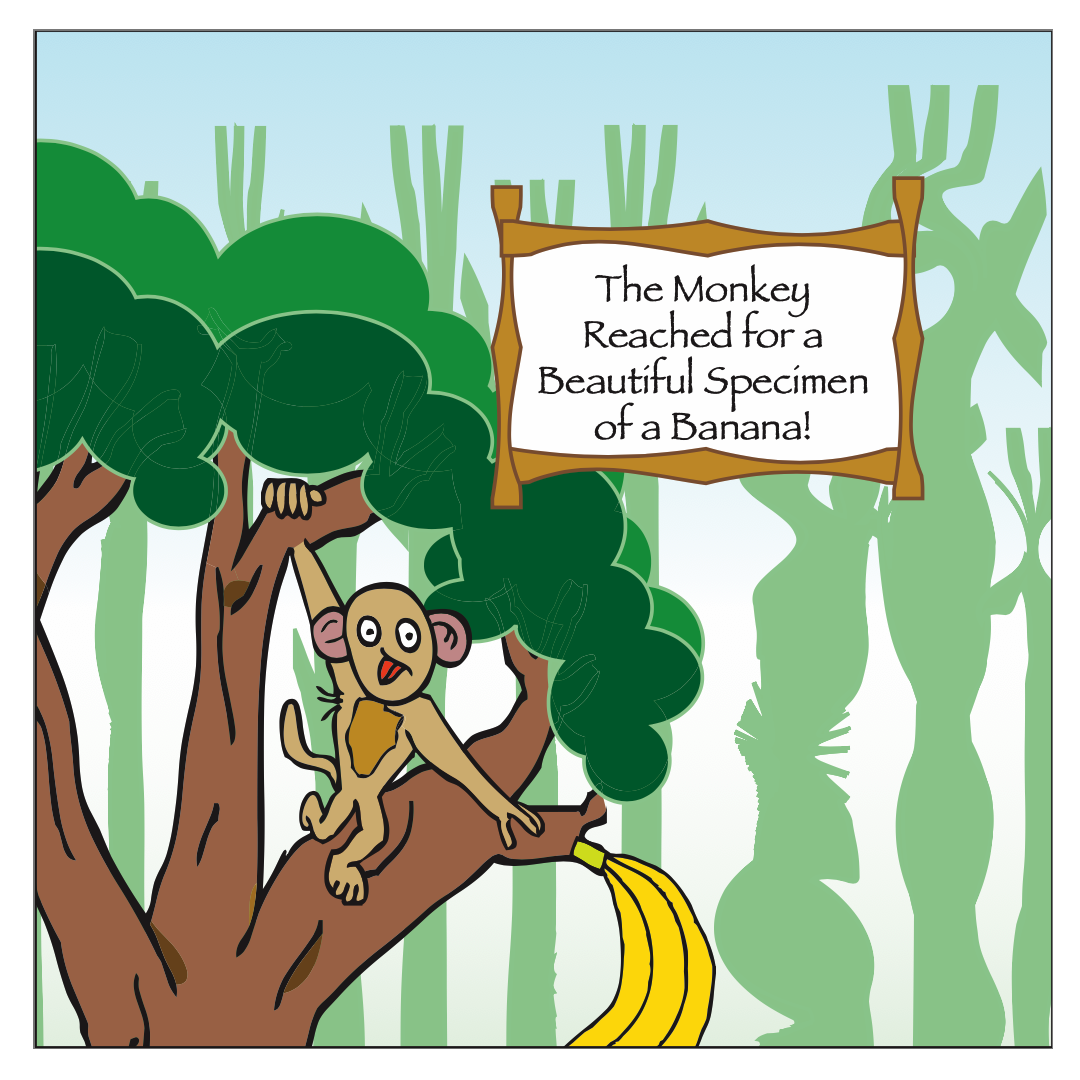 The Monkey
Reached for a
Beautiful Specimen
of a Banana!